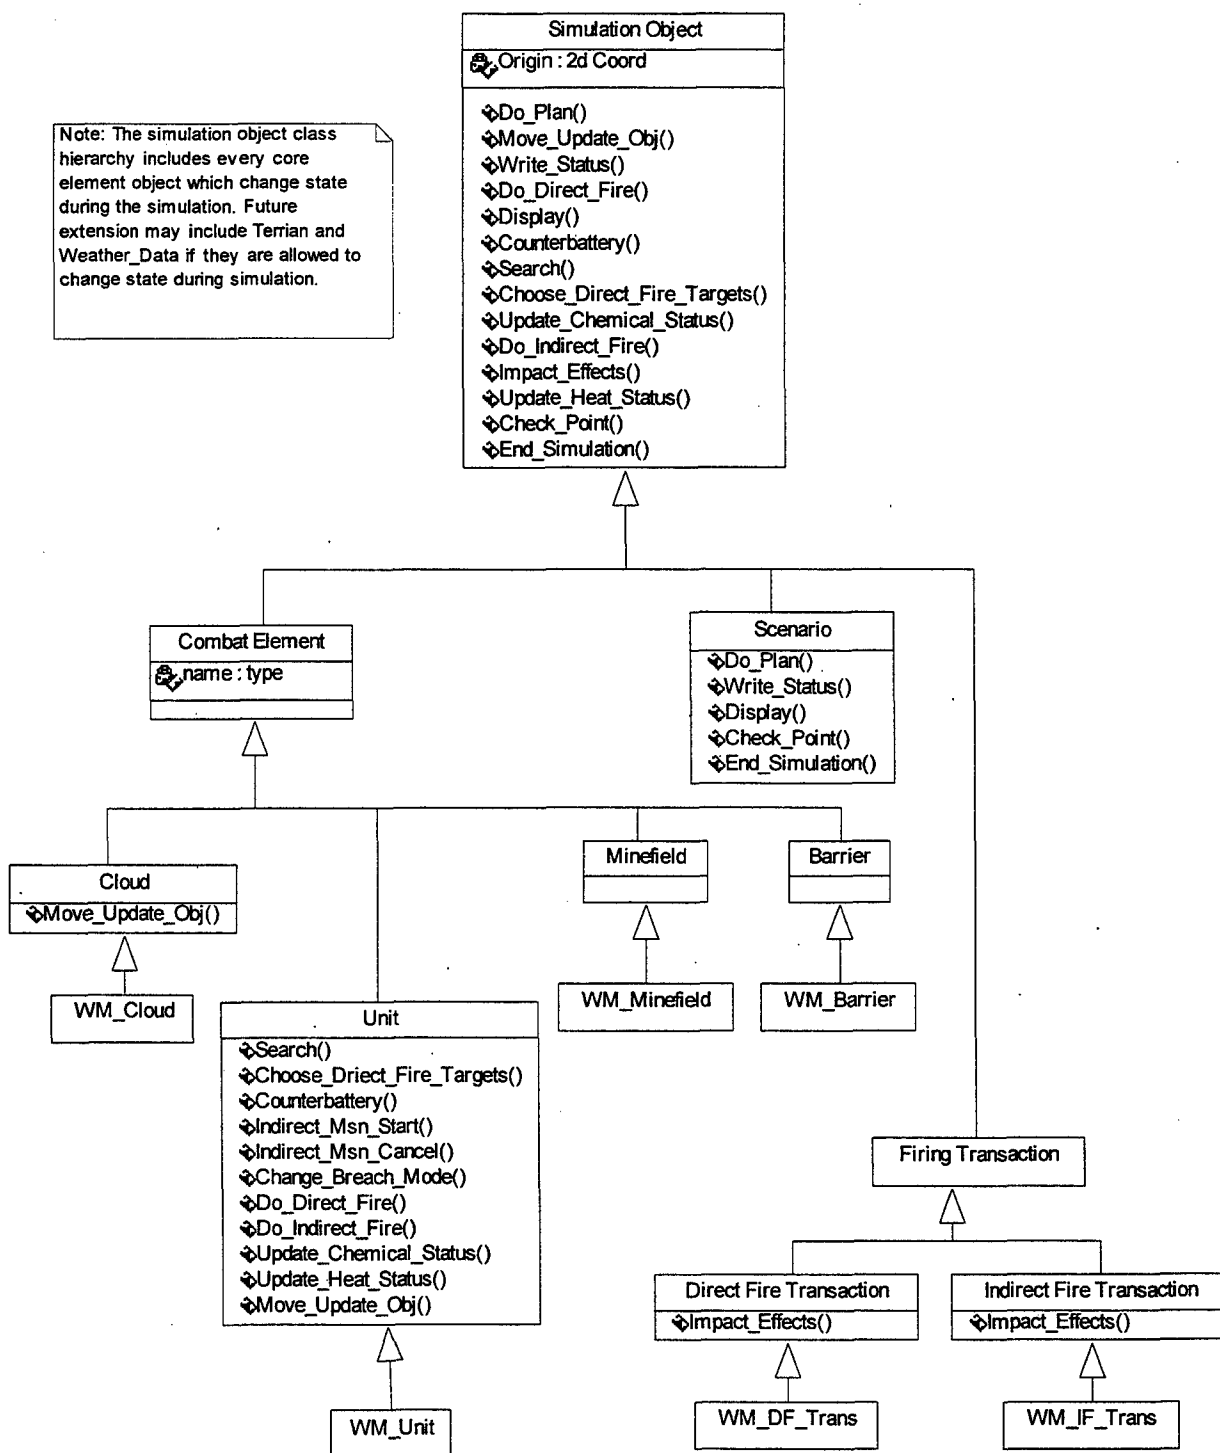 Simulation Object
Origin : 2d Coord
Do_Plan()
Move_Update_Obj()
Write_Status()
Do_Direct_Fire()
Display()
Counterbattery()
Search()
Choose_Direct_Fire_Targets()
Update_Chemical_Status()
Do_Indirect_Fire()
Impact_Effects()
Update_Heat_Status()
Check_Point()
End_Simulation()
Note: The simulation object class
hierarchy includes every core
element object which change state
during the simulation. Future
extension may include Terrian and
Weather_Data if they are allowed to
change state during simulation.
Combat Element
name : type
Scenario
Do_Plan()
Write_Status()
Display()
Check_Point()
End_Simulation()
Cloud
Move_Update_Obj()
Minefield
Barrier
WM_Cloud
WM_Minefield
WM_Barrier
Unit
Search()
Choose_Driect_Fire_Targets()
Counterbattery()
Indirect_Msn_Start()
Indirect_Msn_Cancel()
Change_Breach_Mode()
Do_Direct_Fire()
Do_Indirect_Fire()
Update_Chemical_Status()
Update_Heat_Status()
Move_Update_Obj()
WM_Unit
Firing Transaction
Direct Fire Transaction
Impact_Effects()
Indirect Fire Transaction
Impact_Effects()
WM_DF_Trans
WM_IF_Trans